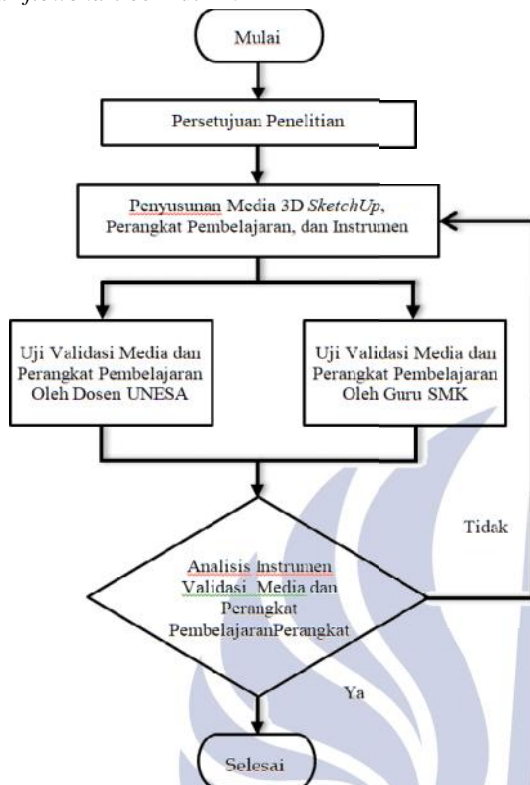 Mulai
Persetujuan Penelitian
Penyusunan Media 3D SketchUp,
Perangkat Pembelajaran, dan Instrumen
Uji Validasi Media dan
Perangkat Pembelajaran
Oleh Dosen UNESA
Uji Validasi Media dan
Perangkat Pembelajaran
Oleh Guru SMK
Tidak
Analisis Instrumen
Validasi Media dan
Perangkat
PembelajaranPerangkat
Ya
Selesai